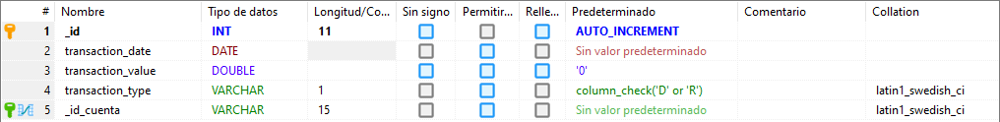 # Nombre Tipo de datos Longitud/Co... Sin signo Permitir... Relle... Predeterminado Comentario Collation
1 _id INT 11 AUTO_INCREMENT
2 transaction_date DATE Sin valor predeterminado
3 transaction_value DOUBLE '0'
4 transaction_type VARCHAR 1 column_check('D' or 'R') latin1_swedish_ci
5 _id_cuenta VARCHAR 15 Sin valor predeterminado latin1_swedish_ci